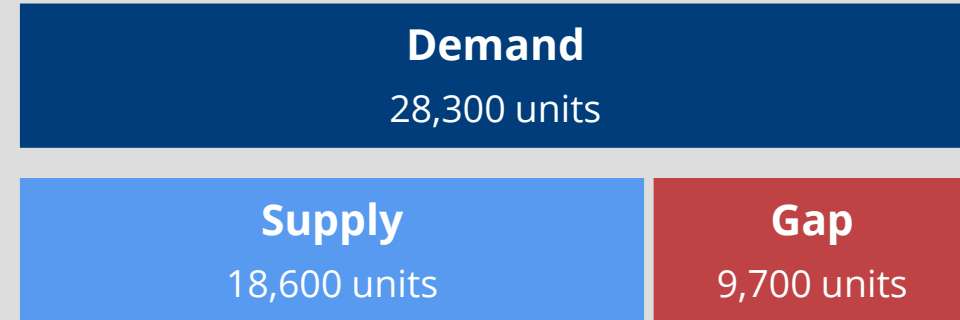 Demand
28,300 units
Supply
18,600 units
Gap
9,700 units